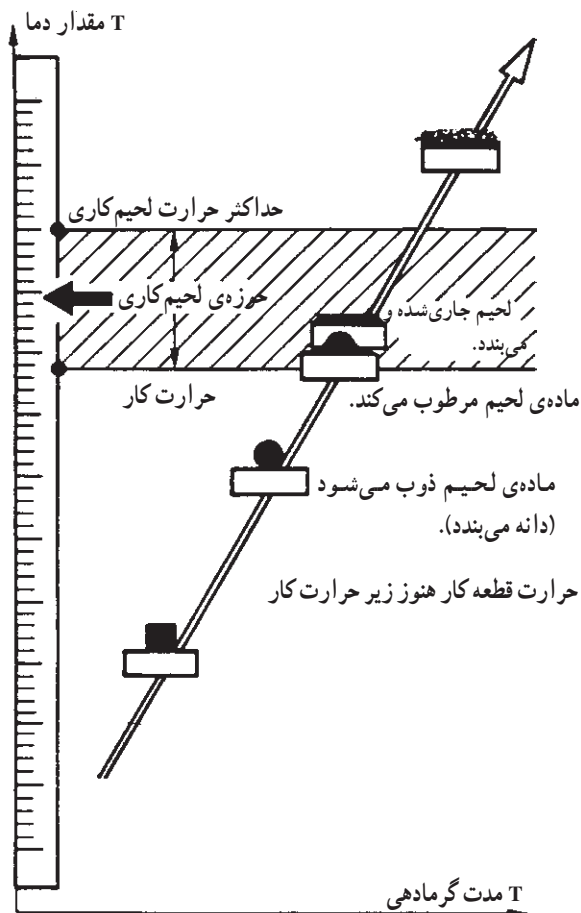 T مقدار دما
حداکثر حرارت لحیم‌کاری
حوزه‌ی لحیم‌کاری
لحیم جاری‌شده و
می‌بندد.
حرارت کار
ماده‌ی لحیم مرطوب می‌کند.
ماده‌ی لحیم ذوب می‌شود
(دانه می‌بندد).
حرارت قطعه کار هنوز زیر حرارت کار
T مدت گرمادهی